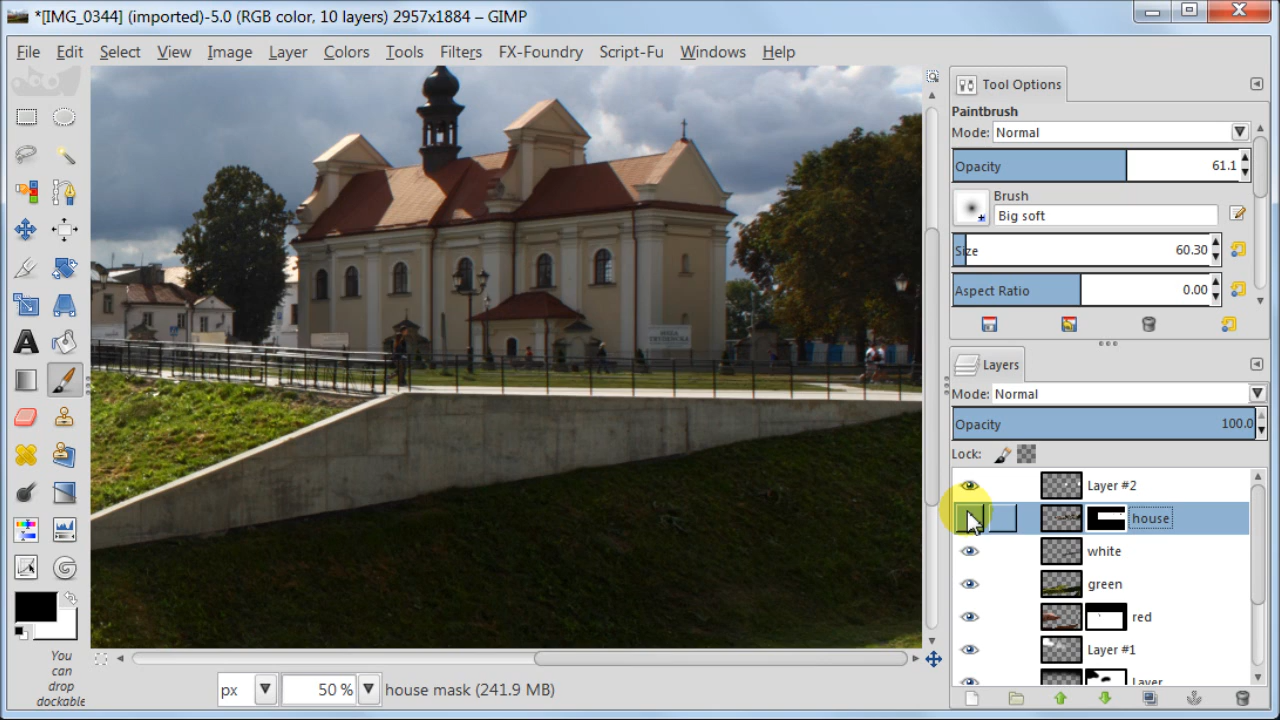 *[IMG_0344] (imported)-5.0 (RGB color, 10 layers) 2957x1884 – GIMP
File Edit Select View Image Layer Colors Tools Filters FX-Foundry Script-Fu Windows Help
Tool Options
Paintbrush
Mode: Normal
Opacity 61.1
Brush
Big soft
Size 60.30
Aspect Ratio 0.00
Layers
Mode: Normal
Opacity 100.0
Lock:
Layer #2
house
white
green
red
Layer #1
Layer
You
can
drop
dockable
px 50 % house mask (241.9 MB)